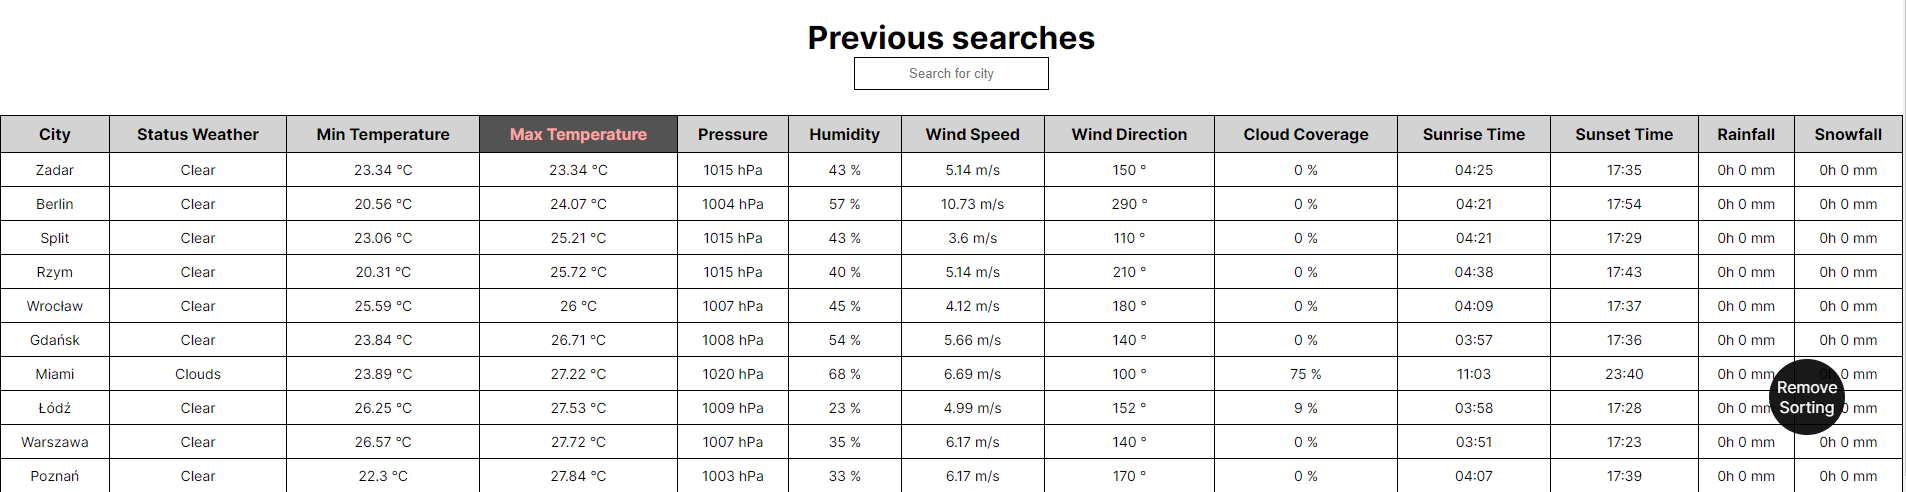 Previous searches
Search for city
City Status Weather Min Temperature Max Temperature Pressure Humidity Wind Speed Wind Direction Cloud Coverage Sunrise Time Sunset Time Rainfall Snowfall
Zadar Clear 23.34 °C 23.34 °C 1015 hPa 43 % 5.14 m/s 150 ° 0 % 04:25 17:35 0h 0 mm 0h 0 mm
Berlin Clear 20.56 °C 24.07 °C 1004 hPa 57 % 10.73 m/s 290 ° 0 % 04:21 17:54 0h 0 mm 0h 0 mm
Split Clear 23.06 °C 25.21 °C 1015 hPa 43 % 3.6 m/s 110 ° 0 % 04:21 17:29 0h 0 mm 0h 0 mm
Rzym Clear 20.31 °C 25.72 °C 1015 hPa 40 % 5.14 m/s 210 ° 0 % 04:38 17:43 0h 0 mm 0h 0 mm
Wrocław Clear 25.59 °C 26 °C 1007 hPa 45 % 4.12 m/s 180 ° 0 % 04:09 17:37 0h 0 mm 0h 0 mm
Gdańsk Clear 23.84 °C 26.71 °C 1008 hPa 54 % 5.66 m/s 140 ° 0 % 03:57 17:36 0h 0 mm 0h 0 mm
Miami Clouds 23.89 °C 27.22 °C 1020 hPa 68 % 6.69 m/s 100 ° 75 % 11:03 23:40 0h 0 mm 0h 0 mm
Remove
Sorting
Łódź Clear 26.25 °C 27.53 °C 1009 hPa 23 % 4.99 m/s 152 ° 9 % 03:58 17:28 0h 0 mm 0 mm
Warszawa Clear 26.57 °C 27.72 °C 1007 hPa 35 % 6.17 m/s 140 ° 0 % 03:51 17:23 0h 0 mm 0h 0 mm
Poznań Clear 22.3 °C 27.84 °C 1003 hPa 33 % 6.17 m/s 170 ° 0 % 04:07 17:39 0h 0 mm 0h 0 mm